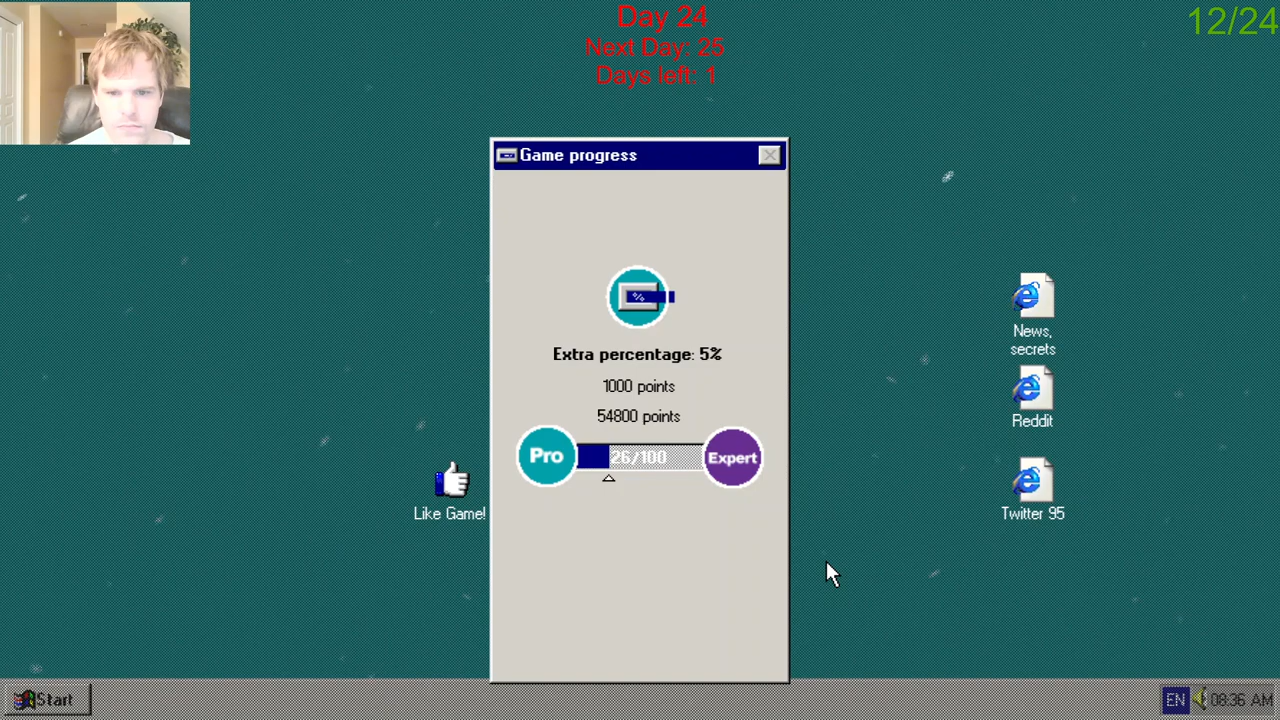 Day 24
Next Day: 25
Days left: 1
12/24
Game progress
%
Extra percentage: 5%
1000 points
54800 points
Pro
26/100
Expert
Like Game!
News,
secrets
Reddit
Twitter 95
Start
EN
08:36 AM